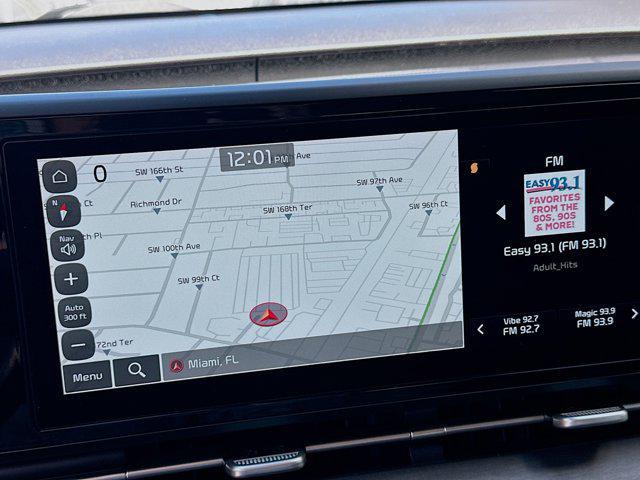 0
12:01 PM
Ave
SW 166th St
SW 97th Ave
N
Ct
Richmond Dr
SW 168th Ter
SW 96th Ct
Nav
th Pl
SW 100th Ave
SW 99th Ct
Auto
300 ft
72nd Ter
Menu
Miami, FL
FM
EASY 93.1
FAVORITES
FROM THE
80S, 90S
& MORE!
Easy 93.1 (FM 93.1)
Adult_Hits
Vibe 92.7
FM 92.7
Magic 93.9
FM 93.9